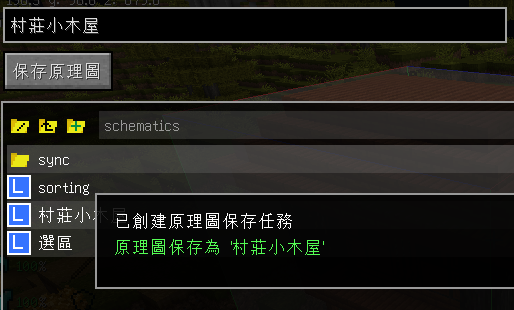 村莊小木屋
保存原理圖
schematics
sync
sorting
村莊小木
選區
已創建原理圖保存任務
原理圖保存為 '村莊小木屋'